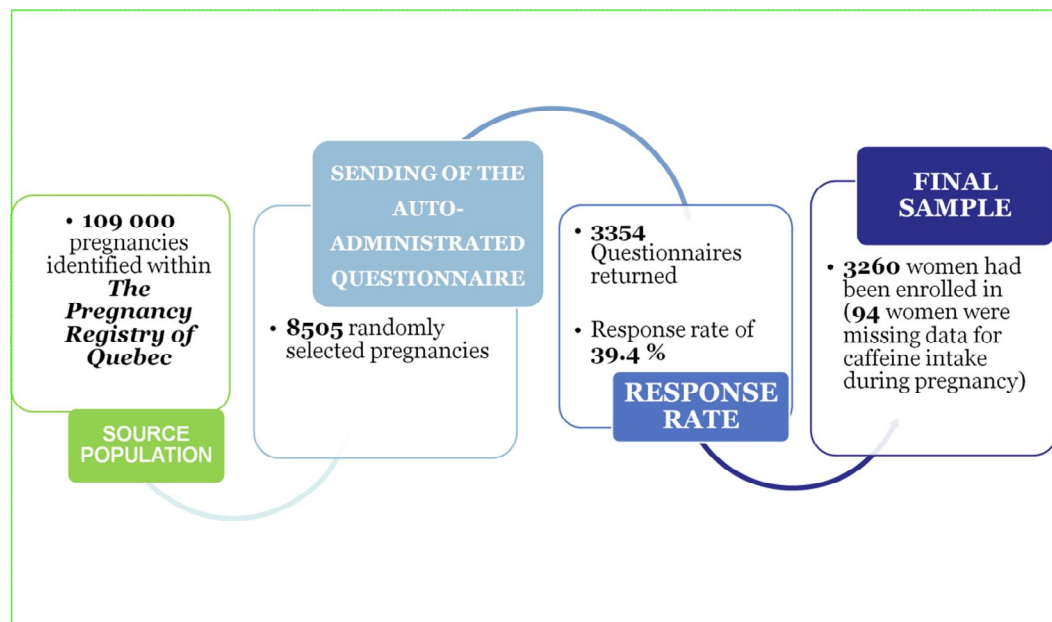 • 109 000
pregnancies
identified within
The
Pregnancy
Registry of
Quebec
SOURCE
POPULATION
SENDING OF THE
AUTO-
ADMINISTRATED
QUESTIONNAIRE
• 8505 randomly
selected pregnancies
• 3354
Questionnaires
returned
• Response rate of
39.4 %
RESPONSE
RATE
FINAL
SAMPLE
• 3260 women had
been enrolled in
(94 women were
missing data for
caffeine intake
during pregnancy)